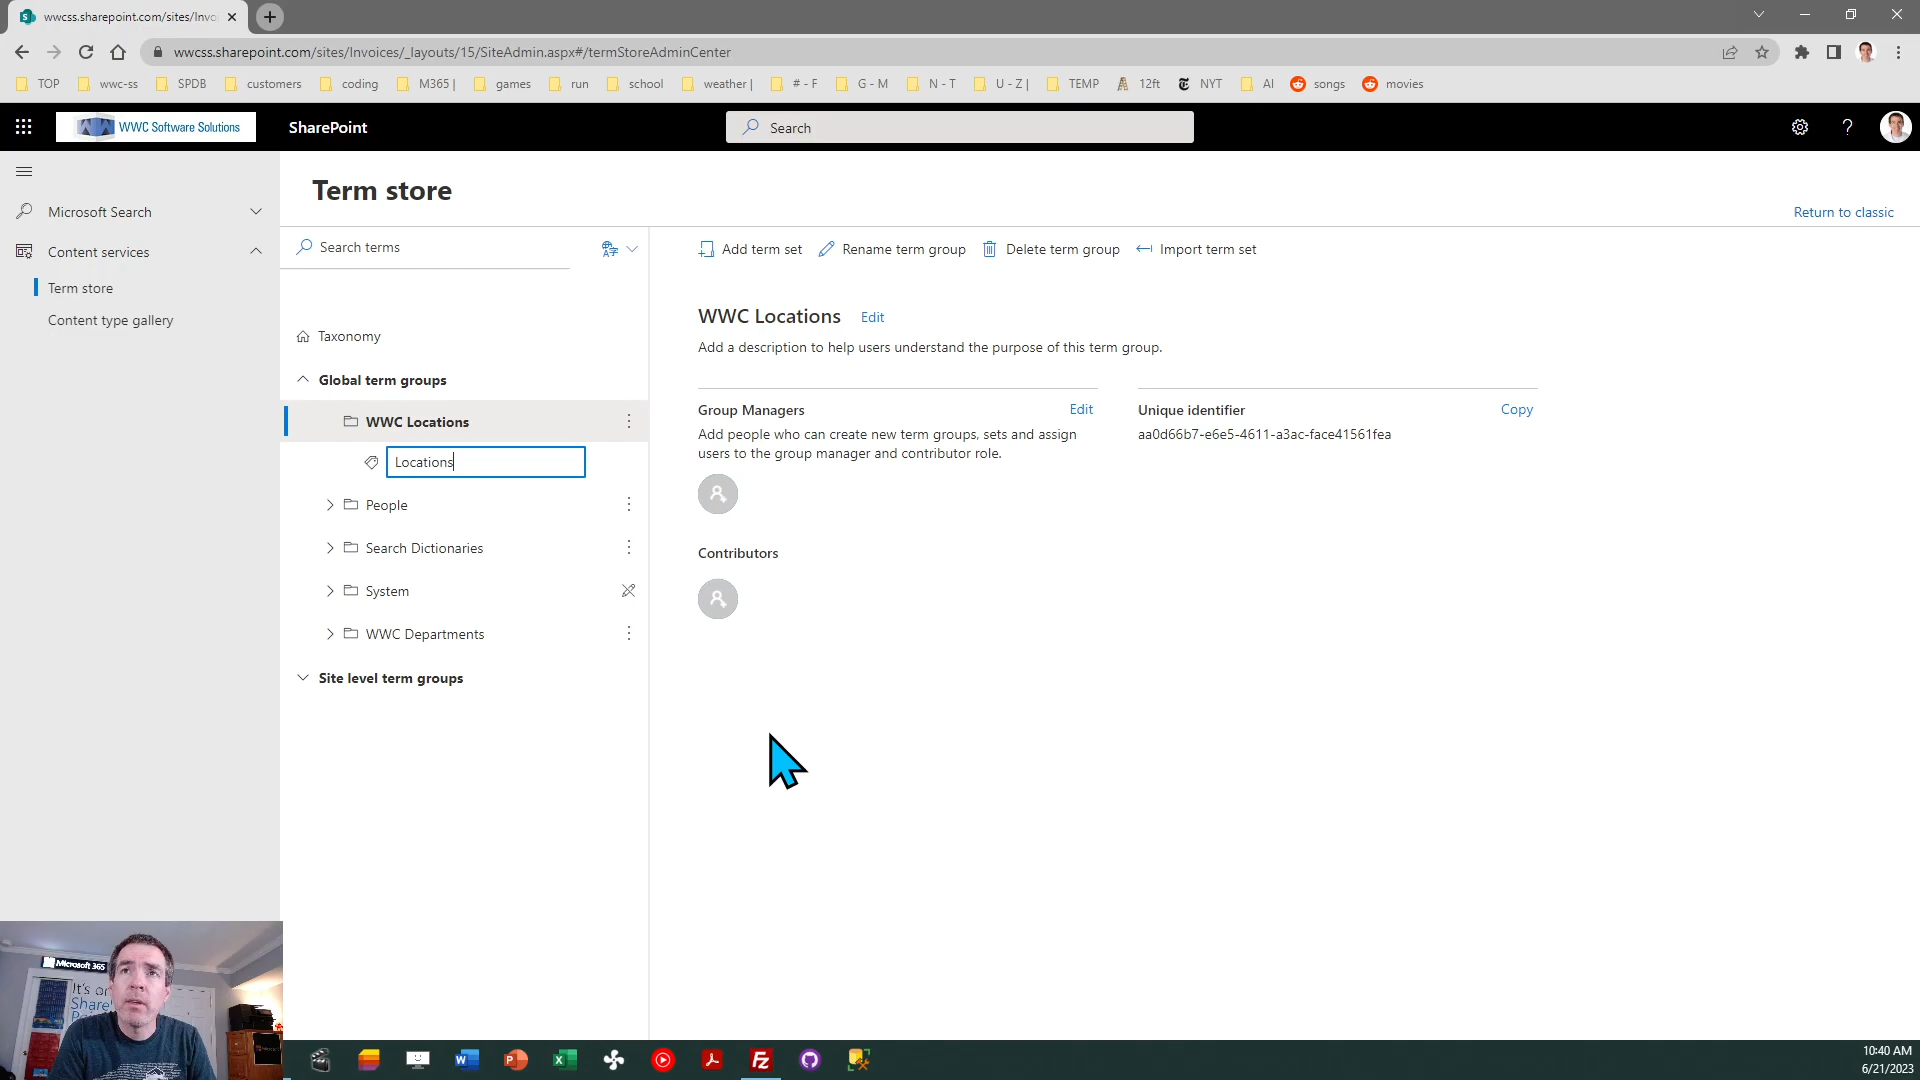 wwcss.sharepoint.com/sites/Invo
wwcss.sharepoint.com/sites/Invoices/_layouts/15/SiteAdmin.aspx#/termStoreAdminCenter
TOP wwc-ss SPDB customers coding M365 | games run school weather | # - F G - M N - T U - Z | TEMP 12ft NYT AI songs movies
WWC Software Solutions SharePoint Search
Term store
Return to classic
Microsoft Search
Content services
Term store
Content type gallery
Search terms
Taxonomy
Global term groups
WWC Locations
Locations
People
Search Dictionaries
System
WWC Departments
Site level term groups
Add term set Rename term group Delete term group Import term set
WWC Locations Edit
Add a description to help users understand the purpose of this term group.
Group Managers Edit
Add people who can create new term groups, sets and assign
users to the group manager and contributor role.
Unique identifier Copy
aa0d66b7-e6e5-4611-a3ac-face41561fea
Contributors
Microsoft 365
It's
Share
10:40 AM
6/21/2023